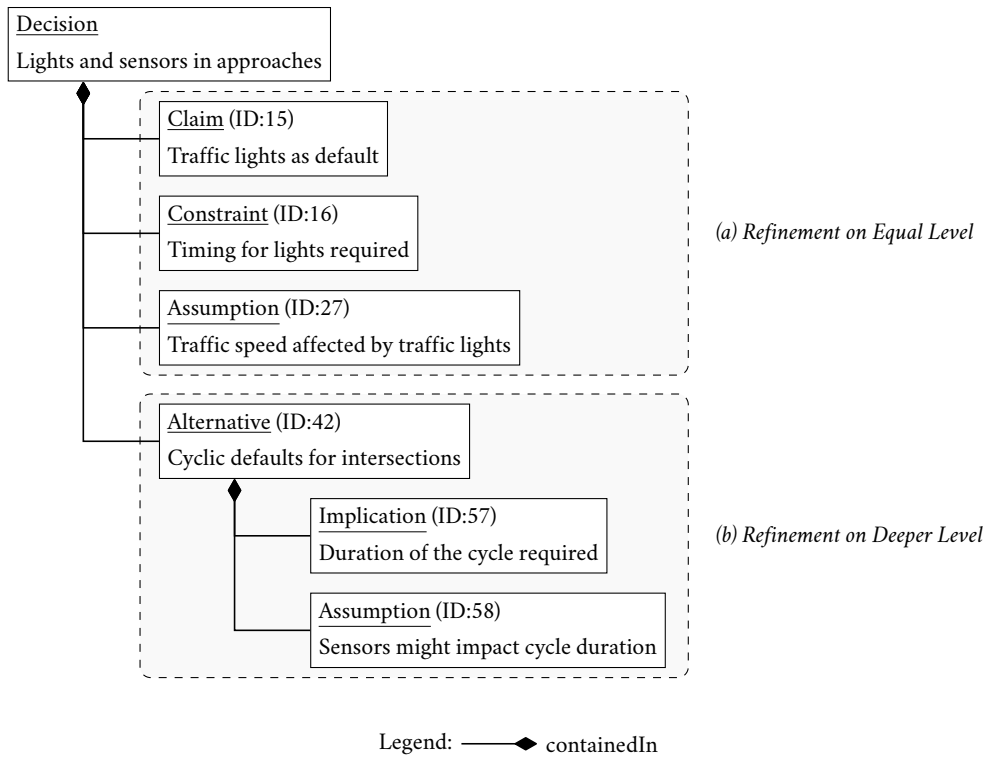 Decision
Lights and sensors in approaches
Claim (ID:15)
Traffic lights as default
Constraint (ID:16)
Timing for lights required
(a) Refinement on Equal Level
Assumption (ID:27)
Traffic speed affected by traffic lights
Alternative (ID:42)
Cyclic defaults for intersections
Implication (ID:57)
Duration of the cycle required
(b) Refinement on Deeper Level
Assumption (ID:58)
Sensors might impact cycle duration
Legend: containedIn